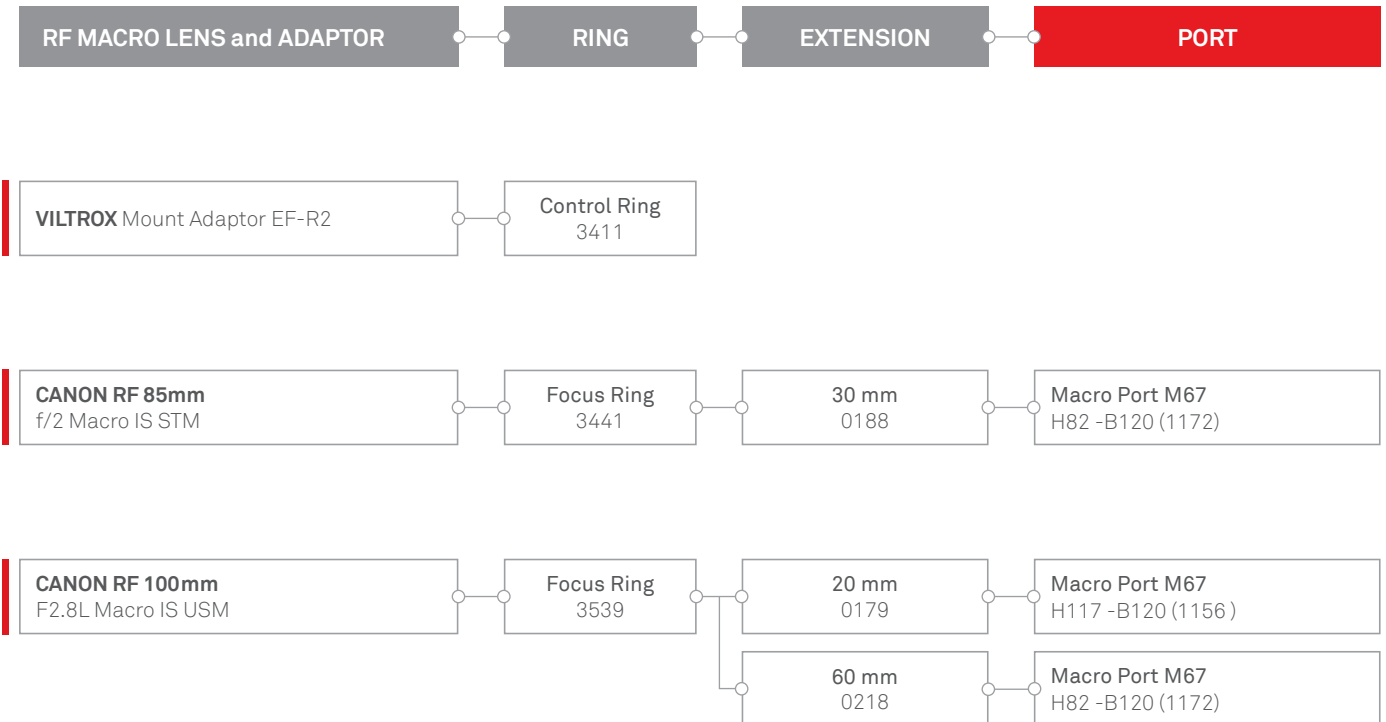 RF MACRO LENS and ADAPTOR
RING
EXTENSION
PORT
VILTROX Mount Adaptor EF-R2
Control Ring
3411
CANON RF 85mm
f/2 Macro IS STM
Focus Ring
3441
30 mm
0188
Macro Port M67
H82 -B120 (1172)
CANON RF 100mm
F2.8L Macro IS USM
Focus Ring
3539
20 mm
0179
Macro Port M67
H117 -B120 (1156 )
60 mm
0218
Macro Port M67
H82 -B120 (1172)